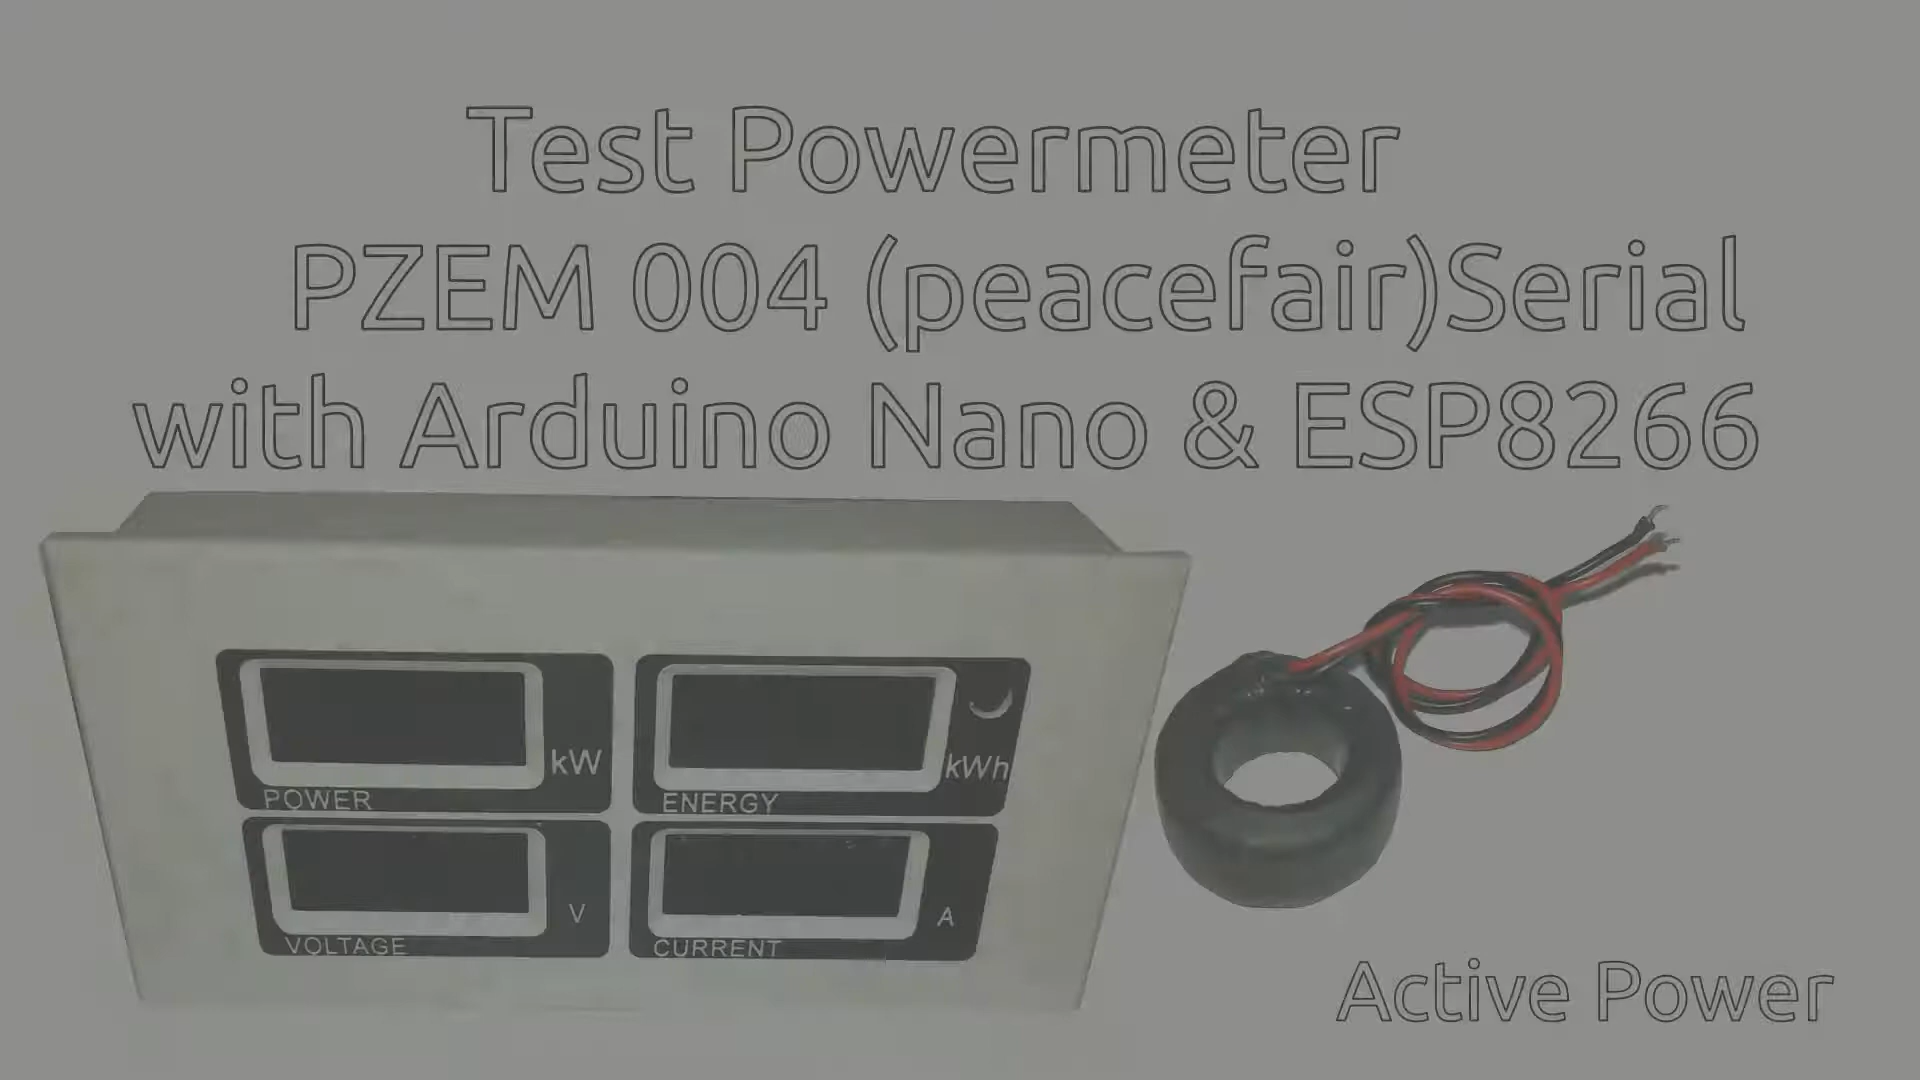 Test Powermeter
PZEM 004 (peacefair)Serial
with Arduino Nano & ESP8266
kW
POWER
kWh
ENERGY
V
VOLTAGE
A
CURRENT
Active Power